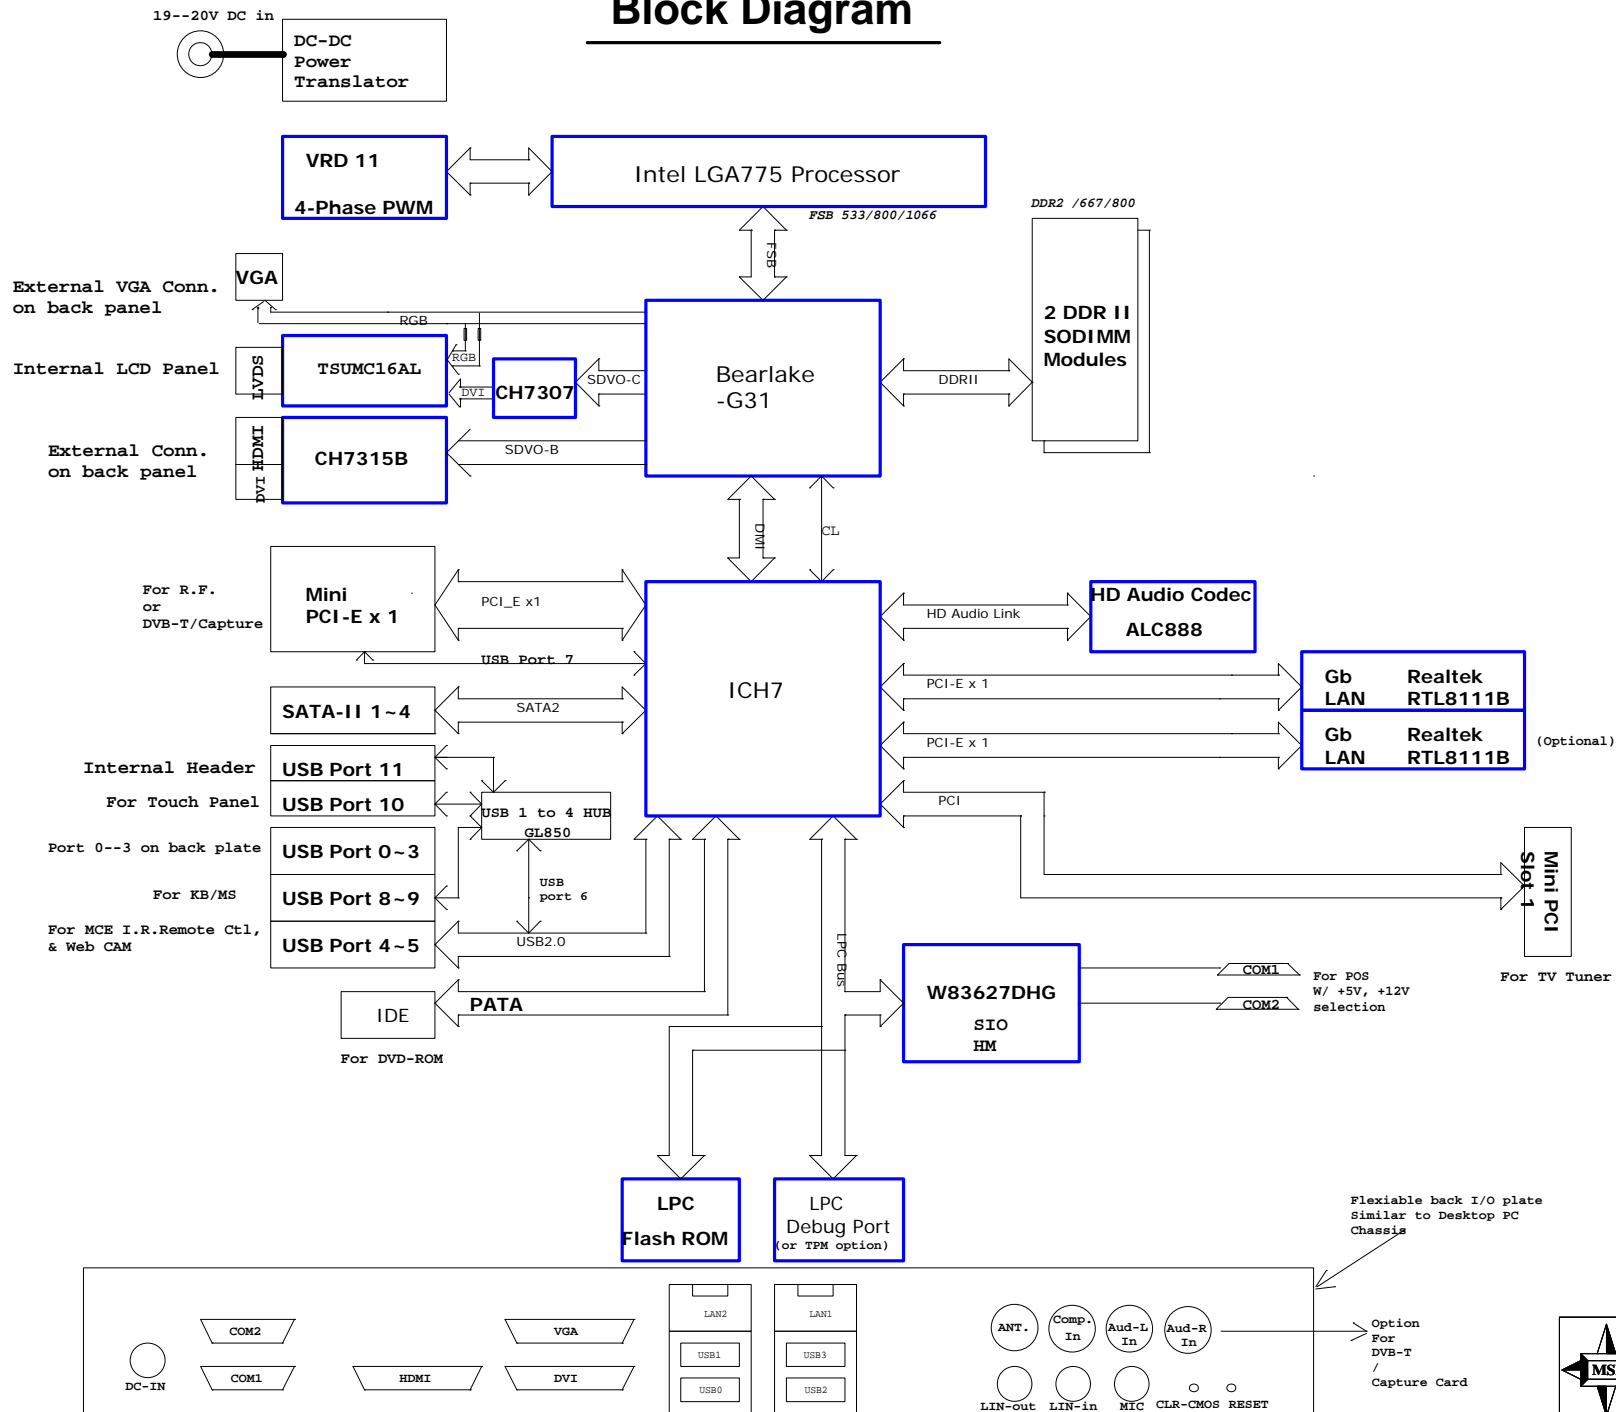 Block Diagram
19--20V DC in
DC-DC
Power
Translator
VRD 11
4-Phase PWM
Intel LGA775 Processor
FSB 533/800/1066
FSB
DDR2 /667/800
2 DDR II
SODIMM
Modules
DDRII
External VGA Conn.
on back panel
VGA
RGB
Internal LCD Panel
LVDS
TSUMC16AL
RGB
DVI
CH7307
SDVO-C
Bearlake
-G31
External Conn.
on back panel
HDMI
DVI
CH7315B
SDVO-B
DMI
CL
For R.F.
or
DVB-T/Capture
Mini
PCI-E x 1
PCI_E x1
USB Port 7
ICH7
HD Audio Link
HD Audio Codec
ALC888
SATA-II 1~4
SATA2
PCI-E x 1
Gb LAN
Realtek RTL8111B
PCI-E x 1
Gb LAN
Realtek RTL8111B
(Optional)
Internal Header
USB Port 11
For Touch Panel
USB Port 10
USB 1 to 4 HUB
GL850
Port 0--3 on back plate
USB Port 0~3
For KB/MS
USB Port 8~9
USB
port 6
For MCE I.R.Remote Ctl,
& Web CAM
USB Port 4~5
USB2.0
PCI
Mini PCI
Slot 1
For TV Tuner
LPC Bus
IDE
PATA
For DVD-ROM
W83627DHG
SIO
HM
COM1
COM2
For POS
W/ +5V, +12V
selection
LPC
Flash ROM
LPC
Debug Port
(or TPM option)
Flexiable back I/O plate
Similar to Desktop PC
Chassis
DC-IN
COM2
COM1
HDMI
VGA
DVI
LAN2
USB1
USB0
LAN1
USB3
USB2
ANT.
Comp.
In
Aud-L
In
Aud-R
In
LIN-out
LIN-in
MIC
CLR-CMOS
RESET
Option
For
DVB-T
/
Capture Card